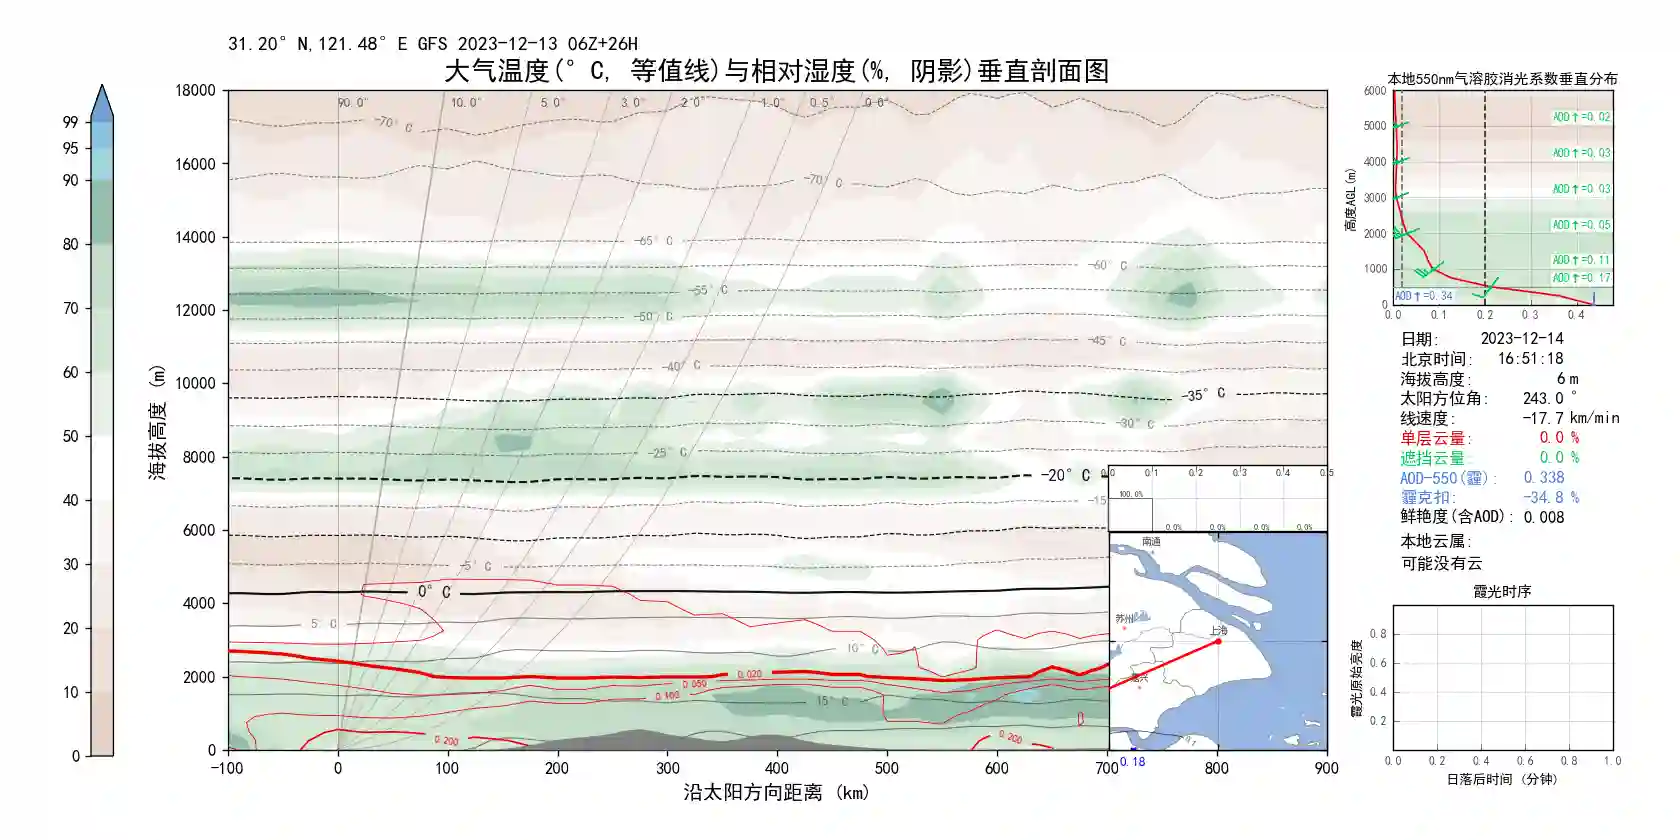 31.20° N,121.48° E GFS 2023-12-13 06Z+26H
大气温度(° C, 等值线)与相对湿度(%, 阴影)垂直剖面图
99
95
90
80
70
60
50
40
30
20
10
0
海拔高度 (m)
18000
16000
14000
12000
10000
8000
6000
4000
2000
0
90.0° 10.0° 5.0° 3.0° 2.0° 1.0° 0.5° 0.0°
-70° C
-70° C
-65° C
-60° C
-55° C
-50° C
-45° C
-40° C
-35° C
-30° C
-25° C
-20° C
-15
-5° C
0° C
5° C
10° C
15° C
0.020
0.050
0.100
0.200
0.200
-100 0 100 200 300 400 500 600 700 800 900
沿太阳方向距离 (km)
0.0 0.1 0.2 0.3 0.4 0.5
100.0%
0.0% 0.0% 0.0% 0.0%
南通
苏州
上海
嘉兴
0.1
0.18
本地550nm气溶胶消光系数垂直分布
高度AGL(m)
6000
5000
4000
3000
2000
1000
0
AOD↑=0.02
AOD↑=0.03
AOD↑=0.03
AOD↑=0.05
AOD↑=0.11
AOD↑=0.17
AOD↑=0.34
0.0 0.1 0.2 0.3 0.4
日期: 2023-12-14
北京时间: 16:51:18
海拔高度: 6 m
太阳方位角: 243.0 °
线速度: -17.7 km/min
单层云量: 0.0 %
遮挡云量: 0.0 %
AOD-550(霾): 0.338
霾克扣: -34.8 %
鲜艳度(含AOD): 0.008
本地云属:
可能没有云
霞光时序
霞光原始亮度
0.8
0.6
0.4
0.2
0.0 0.2 0.4 0.6 0.8 1.0
日落后时间 (分钟)